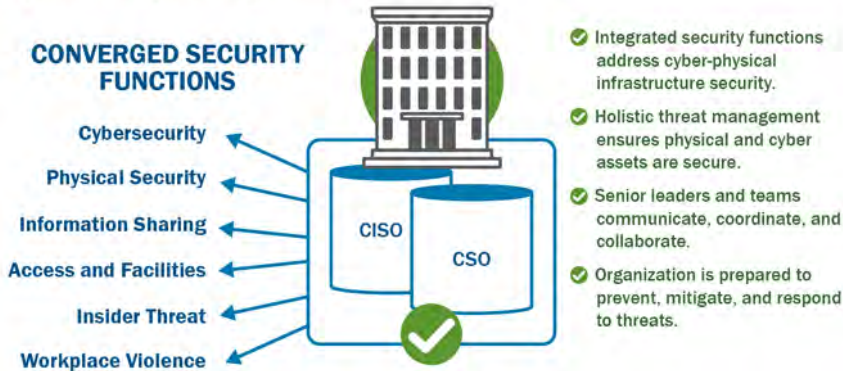 CONVERGED SECURITY
FUNCTIONS
Cybersecurity
Physical Security
Information Sharing
Access and Facilities
Insider Threat
Workplace Violence
CISO
CSO
Integrated security functions
address cyber-physical
infrastructure security.
Holistic threat management
ensures physical and cyber
assets are secure.
Senior leaders and teams
communicate, coordinate, and
collaborate.
Organization is prepared to
prevent, mitigate, and respond
to threats.